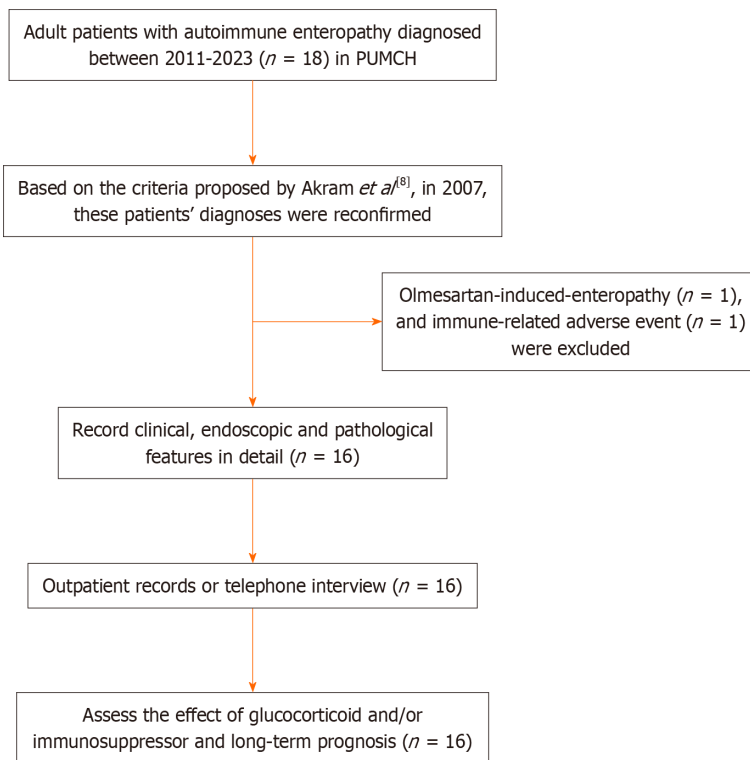 Adult patients with autoimmune enteropathy diagnosed
between 2011-2023 (n = 18) in PUMCH
Based on the criteria proposed by Akram et al[8], in 2007,
these patients’ diagnoses were reconfirmed
Olmesartan-induced-enteropathy (n = 1),
and immune-related adverse event (n = 1)
were excluded
Record clinical, endoscopic and pathological
features in detail (n = 16)
Outpatient records or telephone interview (n = 16)
Assess the effect of glucocorticoid and/or
immunosuppressor and long-term prognosis (n = 16)